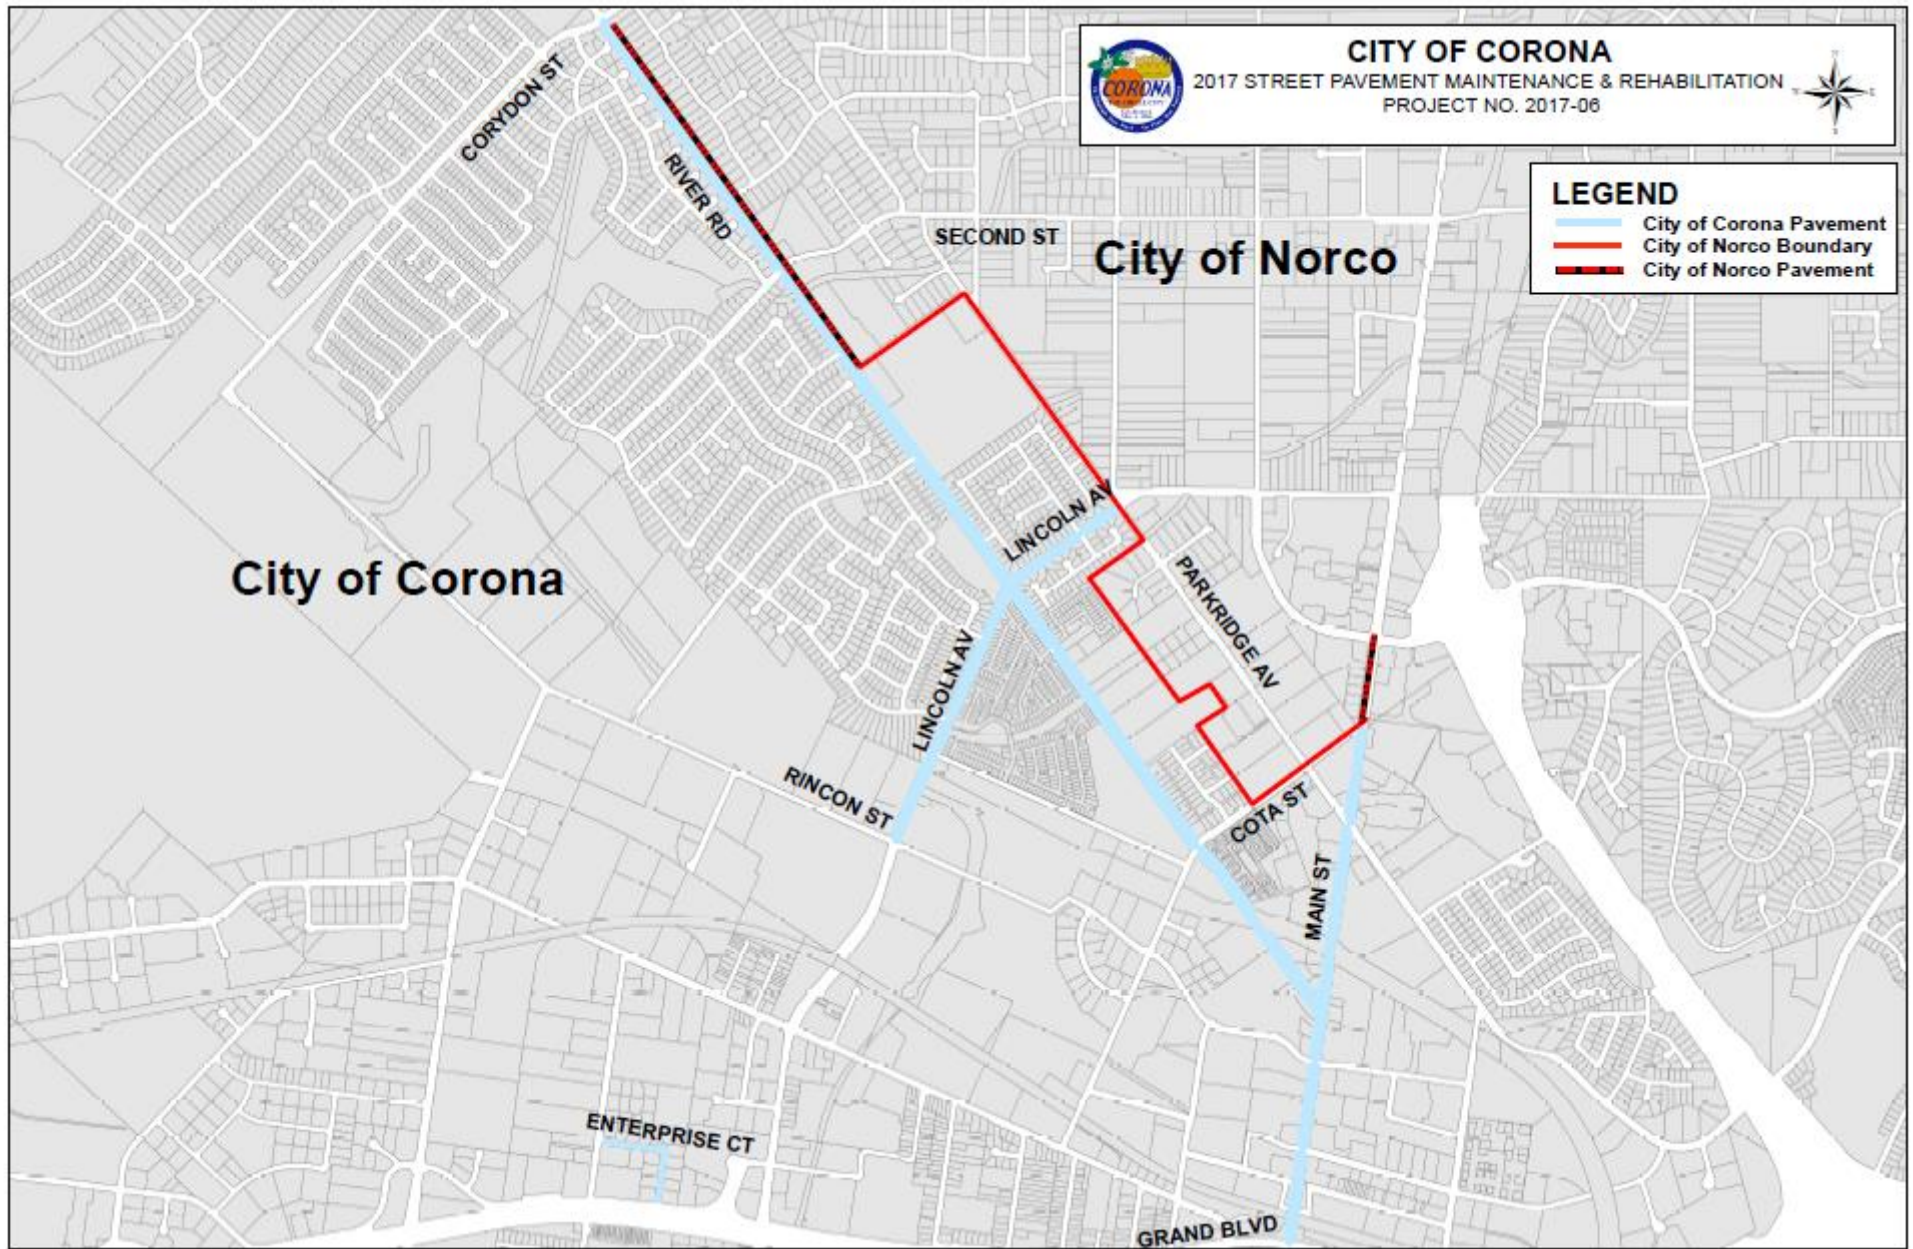 CITY OF CORONA
2017 STREET PAVEMENT MAINTENANCE & REHABILITATION
PROJECT NO. 2017-06
CORONA
LEGEND
City of Corona Pavement
City of Norco Boundary
City of Norco Pavement
CORYDON ST
RIVER RD
SECOND ST
City of Norco
LINCOLN AV
City of Corona
PARKRIDGE AV
LINCOLN AV
RINCON ST
COTA ST
MAIN ST
ENTERPRISE CT
GRAND BLVD